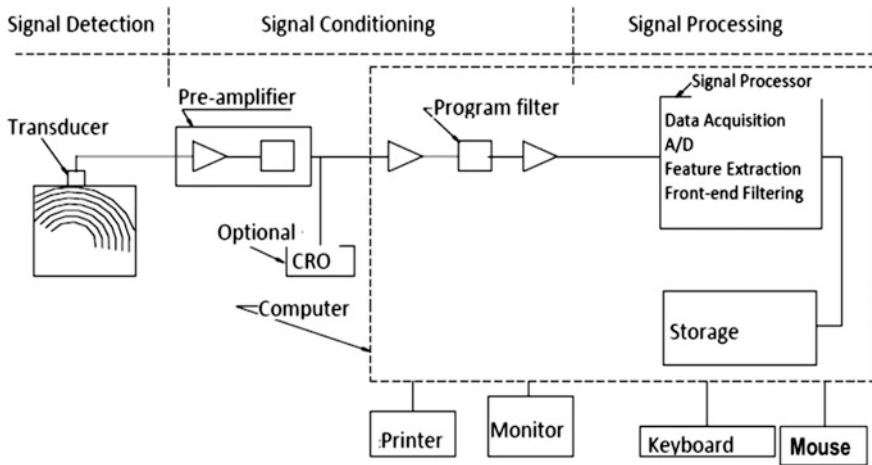 Signal Detection
Signal Conditioning
Signal Processing
Transducer
Pre-amplifier
Program filter
Signal Processor
Data Acquisition
A/D
Feature Extraction
Front-end Filtering
Optional
CRO
Computer
Storage
Printer
Monitor
Keyboard
Mouse